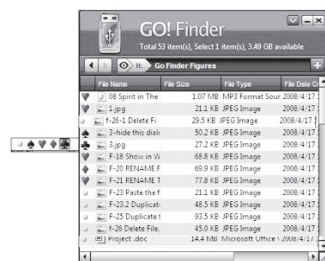 GO! Finder
Total 53 item(s), Select 1 item(s), 3.49 GB available
H: Go Finder Figures
File Name File Size File Type File Date Cr
08 Spirit in The 1.07 MB MP3 Format Sour 2008/4/17
1.jpg 21.1 KB JPEG Image 2008/4/17
f-26-1 Delete Fi 29.5 KB JPEG Image 2008/4/17
3-hide this dial 50.2 KB JPEG Image 2008/4/17
3.jpg 27.2 KB JPEG Image 2008/4/17
F-18 Show in W 68.8 KB JPEG Image 2008/4/17
F-20 RENAME F 69.9 KB JPEG Image 2008/4/17
F-21 RENAME T 77.8 KB JPEG Image 2008/4/17
F-23 Paste the f 21.1 KB JPEG Image 2008/4/17
F-23.2 Duplicate 48.5 KB JPEG Image 2008/4/17
F-25 Duplicate f 93.5 KB JPEG Image 2008/4/17
f-26 Delete File. 45.0 KB JPEG Image 2008/4/17
Project .doc 14.4 MB Microsoft Office 2008/4/17